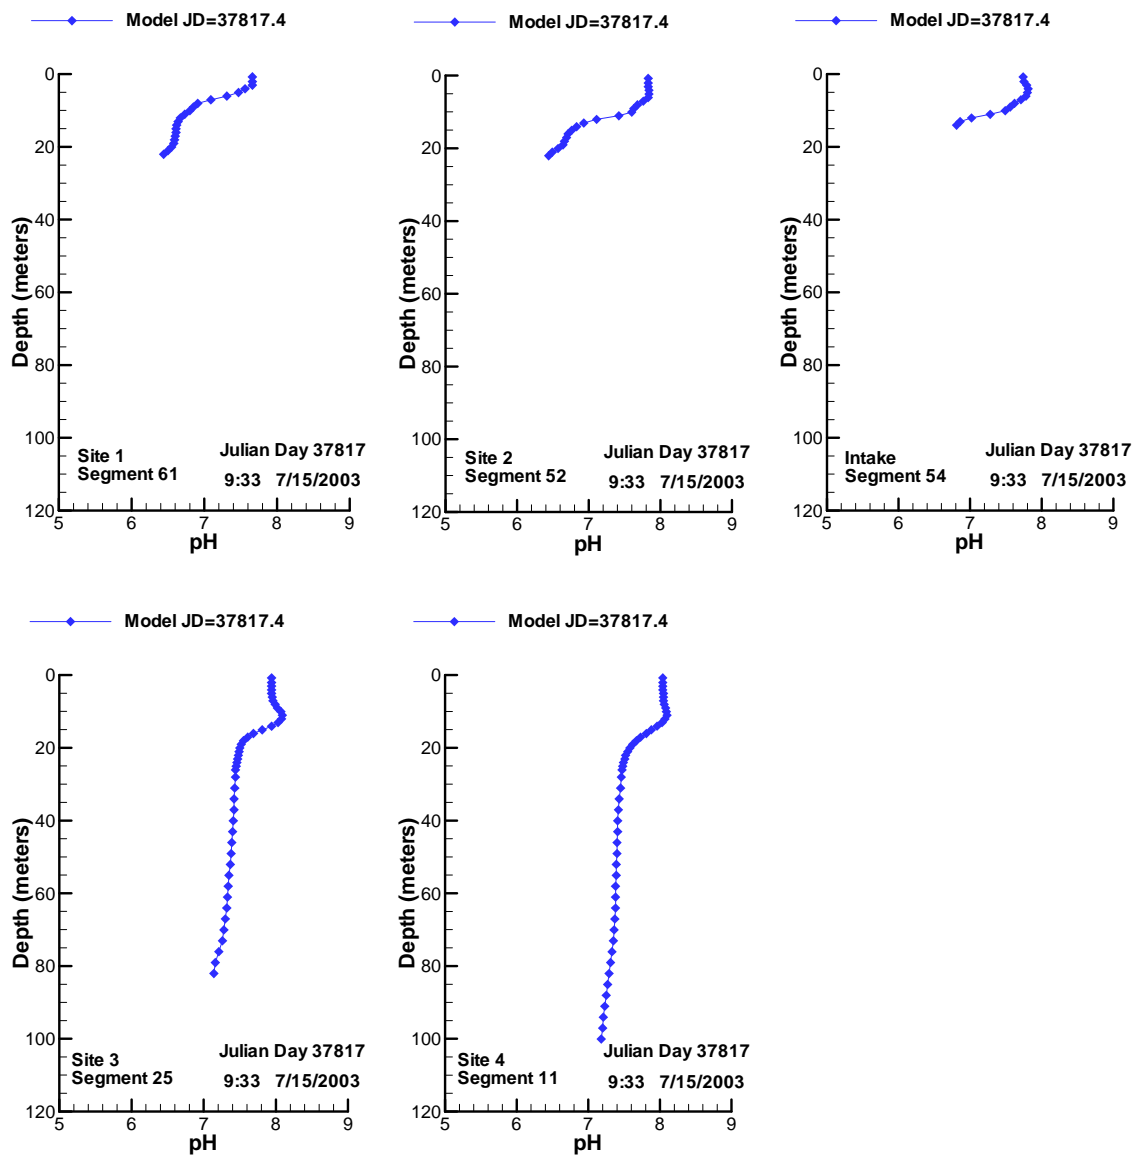 Model JD=37817.4
0
20
40
60
80
100
120
Depth (meters)
Site 1
Segment 61
Julian Day 37817
9:33 7/15/2003
5 6 7 8 9
pH
Model JD=37817.4
0
20
40
60
80
100
120
Depth (meters)
Site 2
Segment 52
Julian Day 37817
9:33 7/15/2003
5 6 7 8 9
pH
Model JD=37817.4
0
20
40
60
80
100
120
Depth (meters)
Intake
Segment 54
Julian Day 37817
9:33 7/15/2003
5 6 7 8 9
pH
Model JD=37817.4
0
20
40
60
80
100
120
Depth (meters)
Site 3
Segment 25
Julian Day 37817
9:33 7/15/2003
5 6 7 8 9
pH
Model JD=37817.4
0
20
40
60
80
100
120
Depth (meters)
Site 4
Segment 11
Julian Day 37817
9:33 7/15/2003
5 6 7 8 9
pH